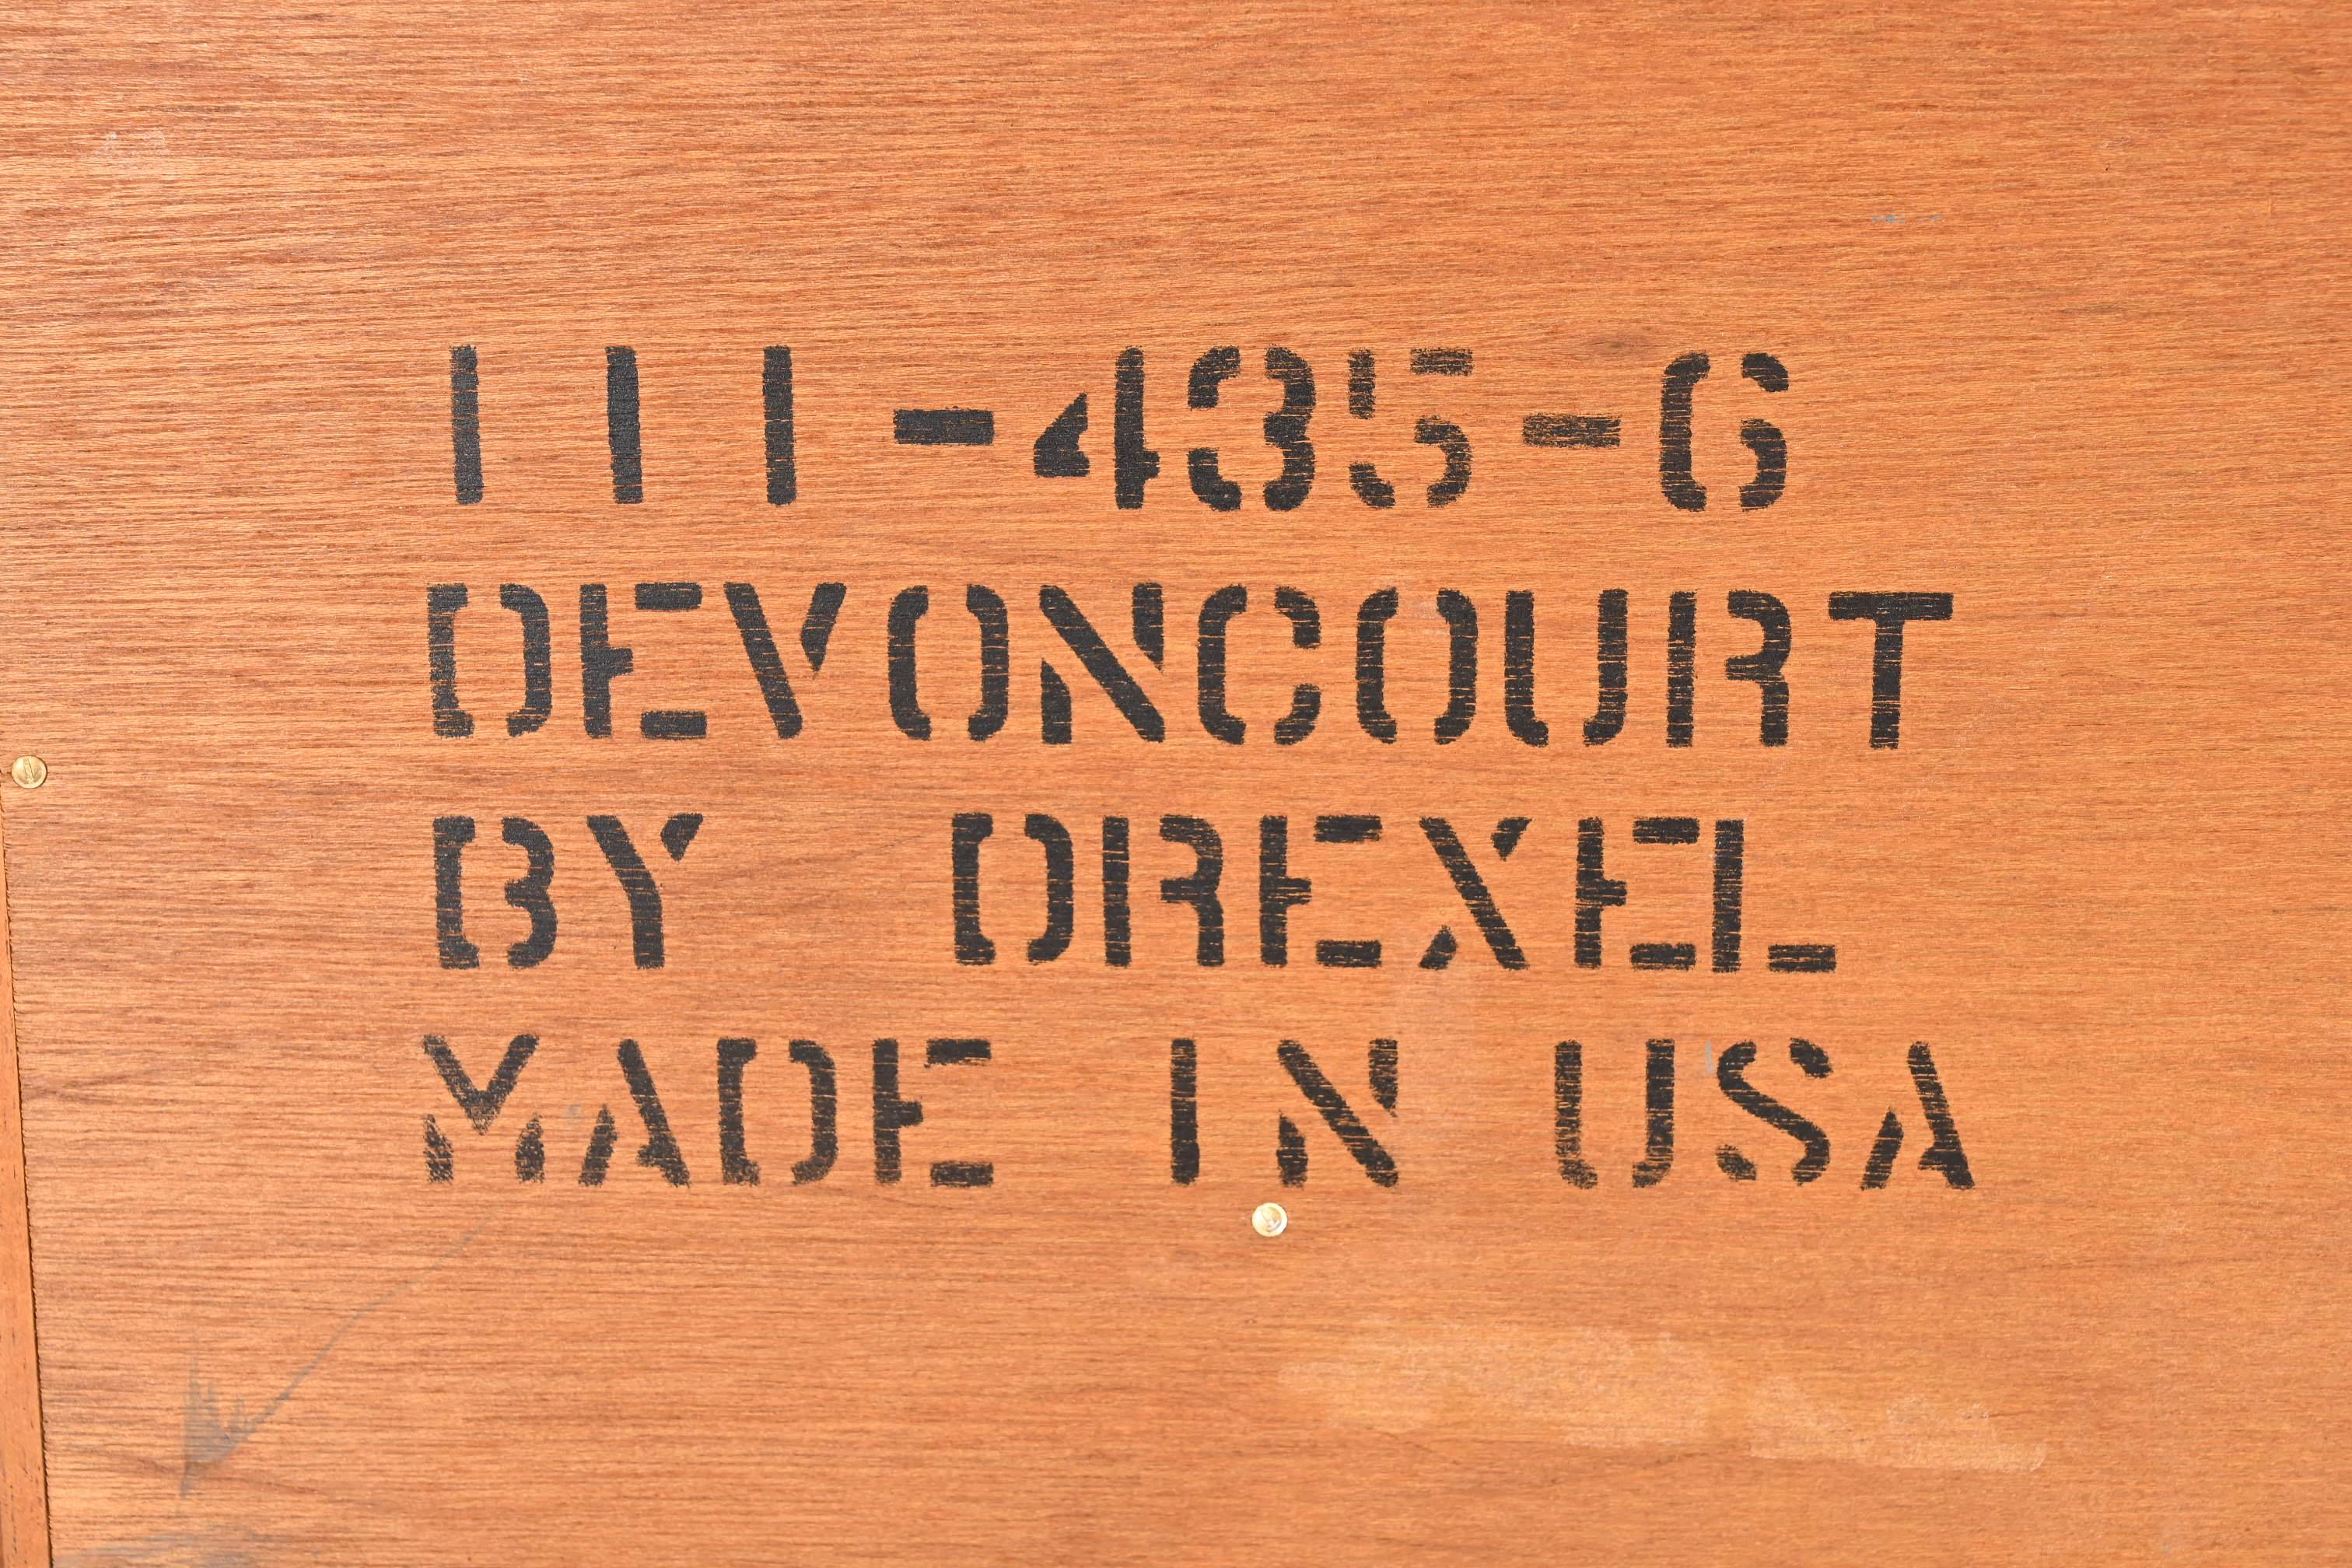 111-435-6
DEVONCOURT
BY DREXEL
MADE IN USA